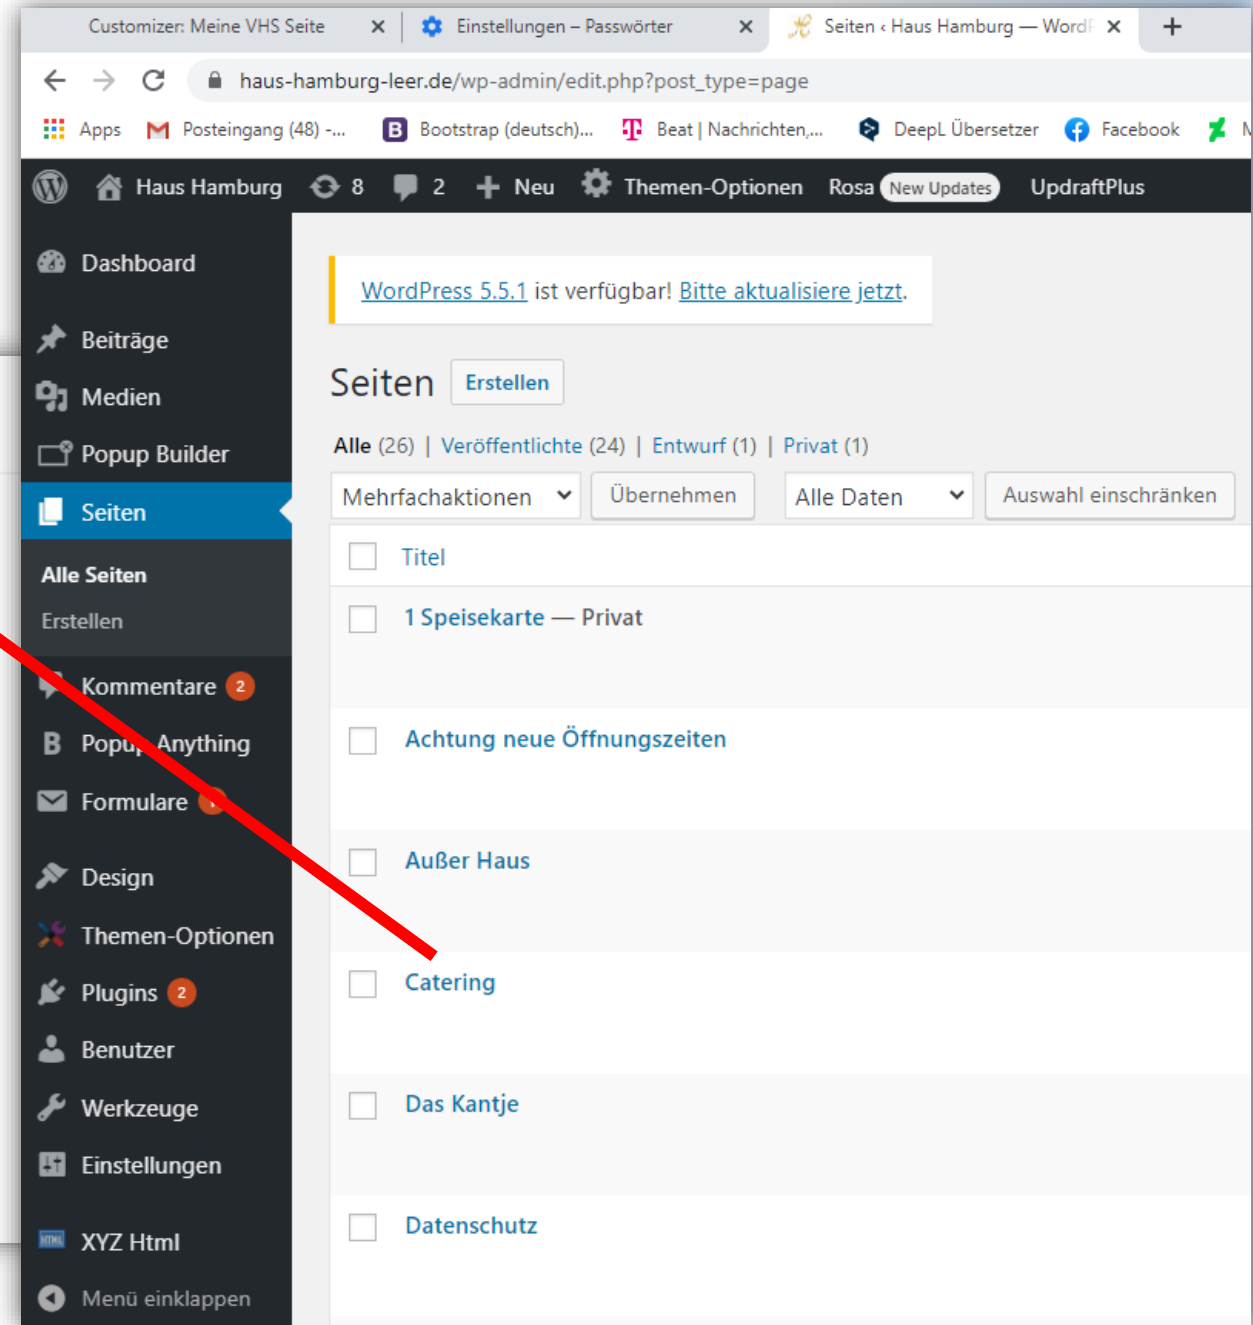 Customizer: Meine VHS Seite
Einstellungen – Passwörter
Seiten ‹ Haus Hamburg — WordP
haus-hamburg-leer.de/wp-admin/edit.php?post_type=page
Apps
Posteingang (48) -...
Bootstrap (deutsch)...
Beat | Nachrichten,...
DeepL Übersetzer
Facebook
Haus Hamburg 8 2 Neu Themen-Optionen Rosa New Updates UpdraftPlus
Dashboard
Beiträge
Medien
Popup Builder
Seiten
Alle Seiten
Erstellen
Kommentare 2
Popup Anything
Formulare
Design
Themen-Optionen
Plugins 2
Benutzer
Werkzeuge
Einstellungen
HTML XYZ Html
Menü einklappen
WordPress 5.5.1 ist verfügbar! Bitte aktualisiere jetzt.
Seiten Erstellen
Alle (26) | Veröffentlichte (24) | Entwurf (1) | Privat (1)
Mehrfachaktionen Übernehmen Alle Daten Auswahl einschränken
Titel
1 Speisekarte — Privat
Achtung neue Öffnungszeiten
Außer Haus
Catering
Das Kantje
Datenschutz